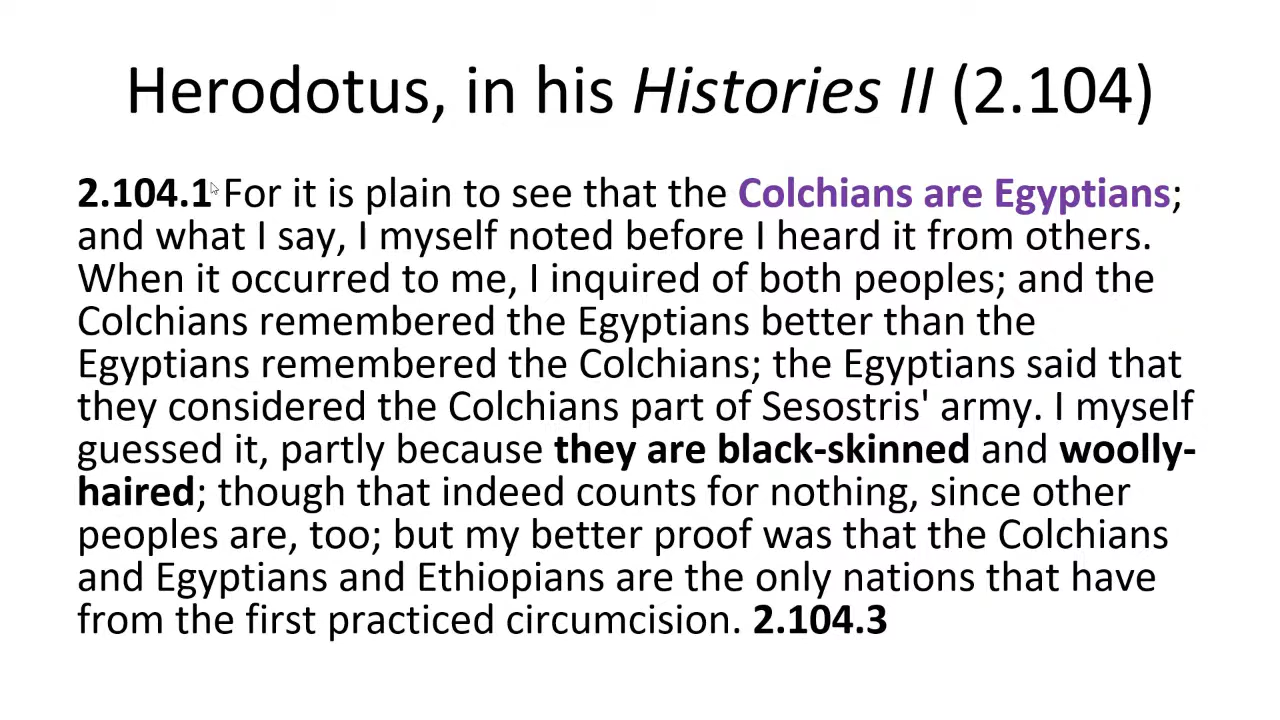 Herodotus, in his Histories II (2.104)
2.104.1 For it is plain to see that the Colchians are Egyptians;
and what I say, I myself noted before I heard it from others.
When it occurred to me, I inquired of both peoples; and the
Colchians remembered the Egyptians better than the
Egyptians remembered the Colchians; the Egyptians said that
they considered the Colchians part of Sesostris' army. I myself
guessed it, partly because they are black-skinned and woolly-
haired; though that indeed counts for nothing, since other
peoples are, too; but my better proof was that the Colchians
and Egyptians and Ethiopians are the only nations that have
from the first practiced circumcision. 2.104.3